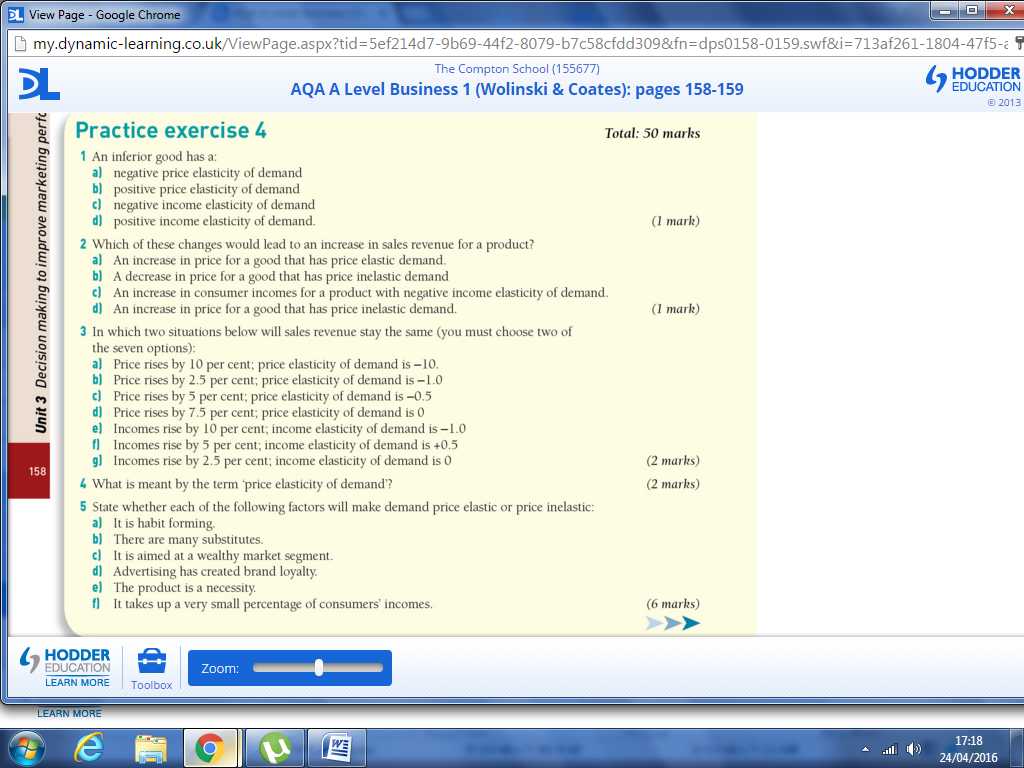 View Page - Google Chrome
my.dynamic-learning.co.uk/ViewPage.aspx?tid=5ef214d7-9b69-44f2-8079-b7c58cfdd309&fn=dps0158-0159.swf&i=713af261-1804-47f5-a
DL
The Compton School (155677)
AQA A Level Business 1 (Wolinski & Coates): pages 158-159
HODDER
EDUCATION
© 2013
Unit 3 Decision making to improve marketing perfo
158
Practice exercise 4
Total: 50 marks
1 An inferior good has a:
a) negative price elasticity of demand
b) positive price elasticity of demand
c) negative income elasticity of demand
d) positive income elasticity of demand. (1 mark)
2 Which of these changes would lead to an increase in sales revenue for a product?
a) An increase in price for a good that has price elastic demand.
b) A decrease in price for a good that has price inelastic demand
c) An increase in consumer incomes for a product with negative income elasticity of demand.
d) An increase in price for a good that has price inelastic demand. (1 mark)
3 In which two situations below will sales revenue stay the same (you must choose two of
the seven options):
a) Price rises by 10 per cent; price elasticity of demand is –10.
b) Price rises by 2.5 per cent; price elasticity of demand is –1.0
c) Price rises by 5 per cent; price elasticity of demand is –0.5
d) Price rises by 7.5 per cent; price elasticity of demand is 0
e) Incomes rise by 10 per cent; income elasticity of demand is –1.0
f) Incomes rise by 5 per cent; income elasticity of demand is +0.5
g) Incomes rise by 2.5 per cent; income elasticity of demand is 0 (2 marks)
4 What is meant by the term 'price elasticity of demand'? (2 marks)
5 State whether each of the following factors will make demand price elastic or price inelastic:
a) It is habit forming.
b) There are many substitutes.
c) It is aimed at a wealthy market segment.
d) Advertising has created brand loyalty.
e) The product is a necessity.
f) It takes up a very small percentage of consumers' incomes. (6 marks)
HODDER
EDUCATION
LEARN MORE
Toolbox
Zoom:
LEARN MORE
17:18
24/04/2016